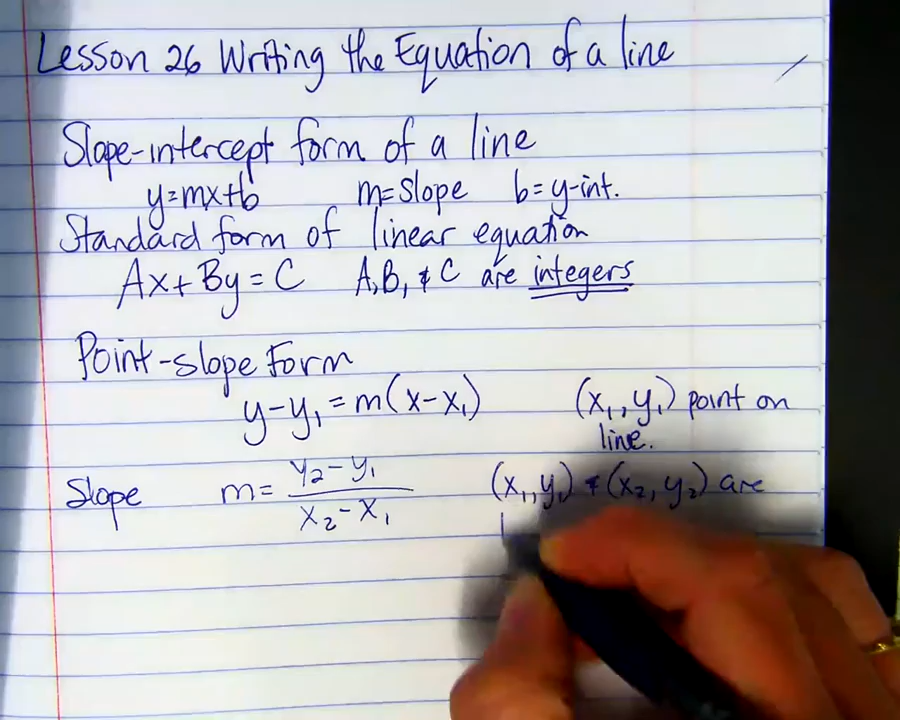 Lesson 26 Writing the Equation of a line
Slope-intercept form of a line
y=mx+b m=slope b=y-int.
Standard form of linear equation
Ax+By=C A,B, & C are integers
Point-slope Form
y-y₁=m(x-x₁) (x₁,y₁) point on
line.
Slope m= y₂-y₁ / x₂-x₁ (x₁,y₁) & (x₂,y₂) are